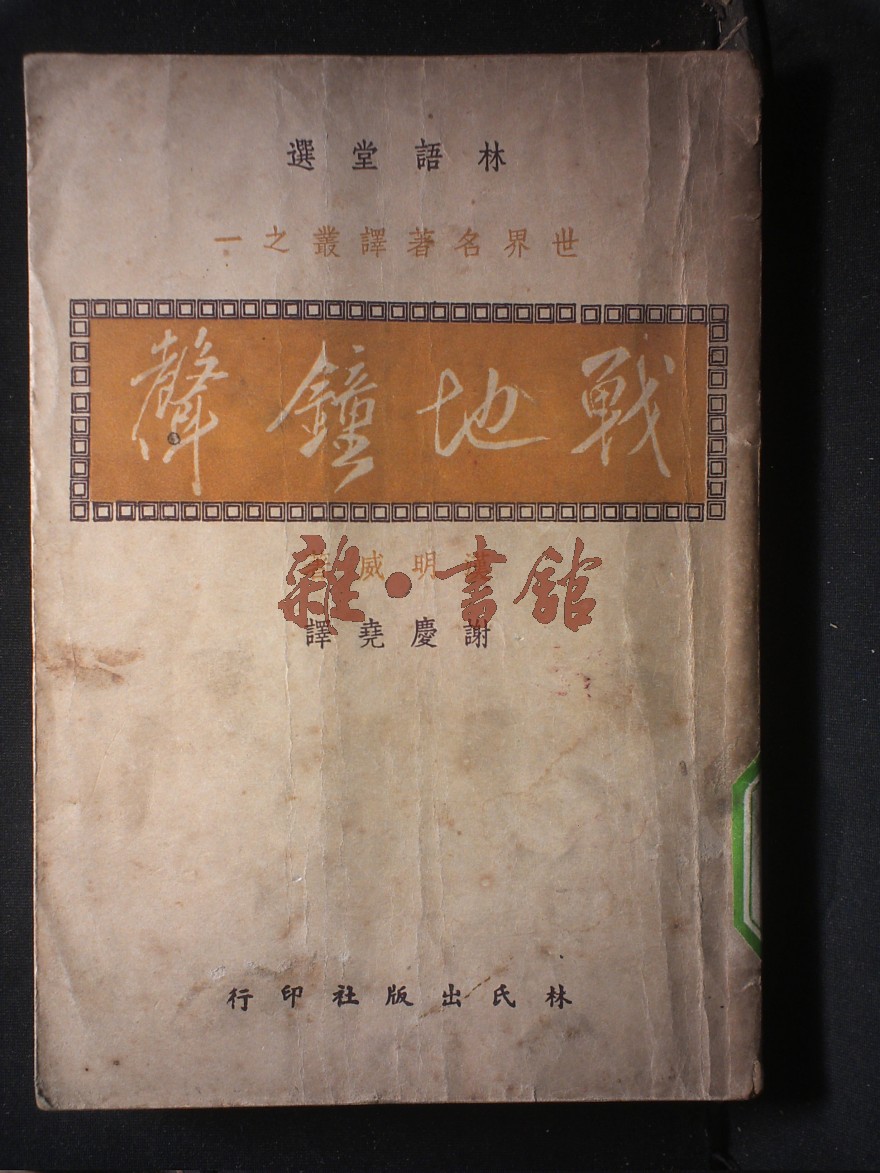 林語堂選
世界名著譯叢之一
戰地鐘聲
明威
雜·書舘
謝慶堯譯
林氏出版社印行